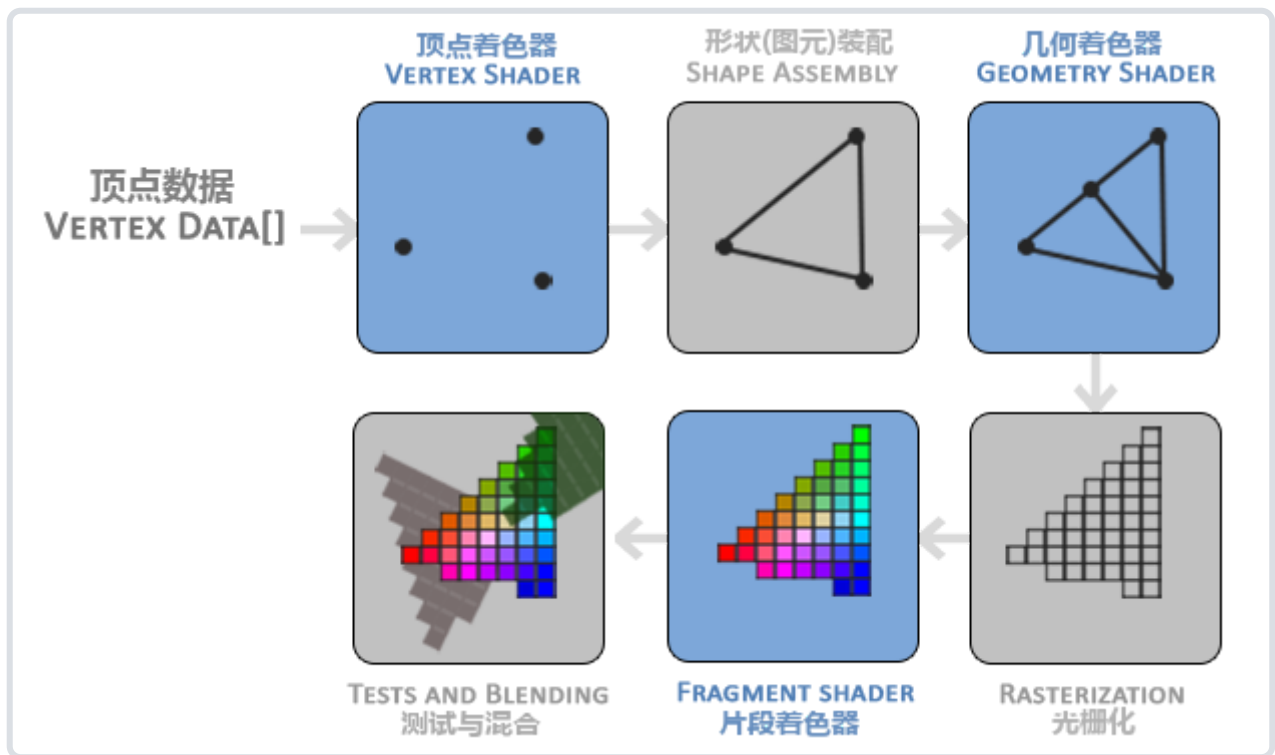 顶点着色器
VERTEX SHADER
形状(图元)装配
SHAPE ASSEMBLY
几何着色器
GEOMETRY SHADER
顶点数据
VERTEX DATA[]
TESTS AND BLENDING
测试与混合
FRAGMENT SHADER
片段着色器
RASTERIZATION
光栅化